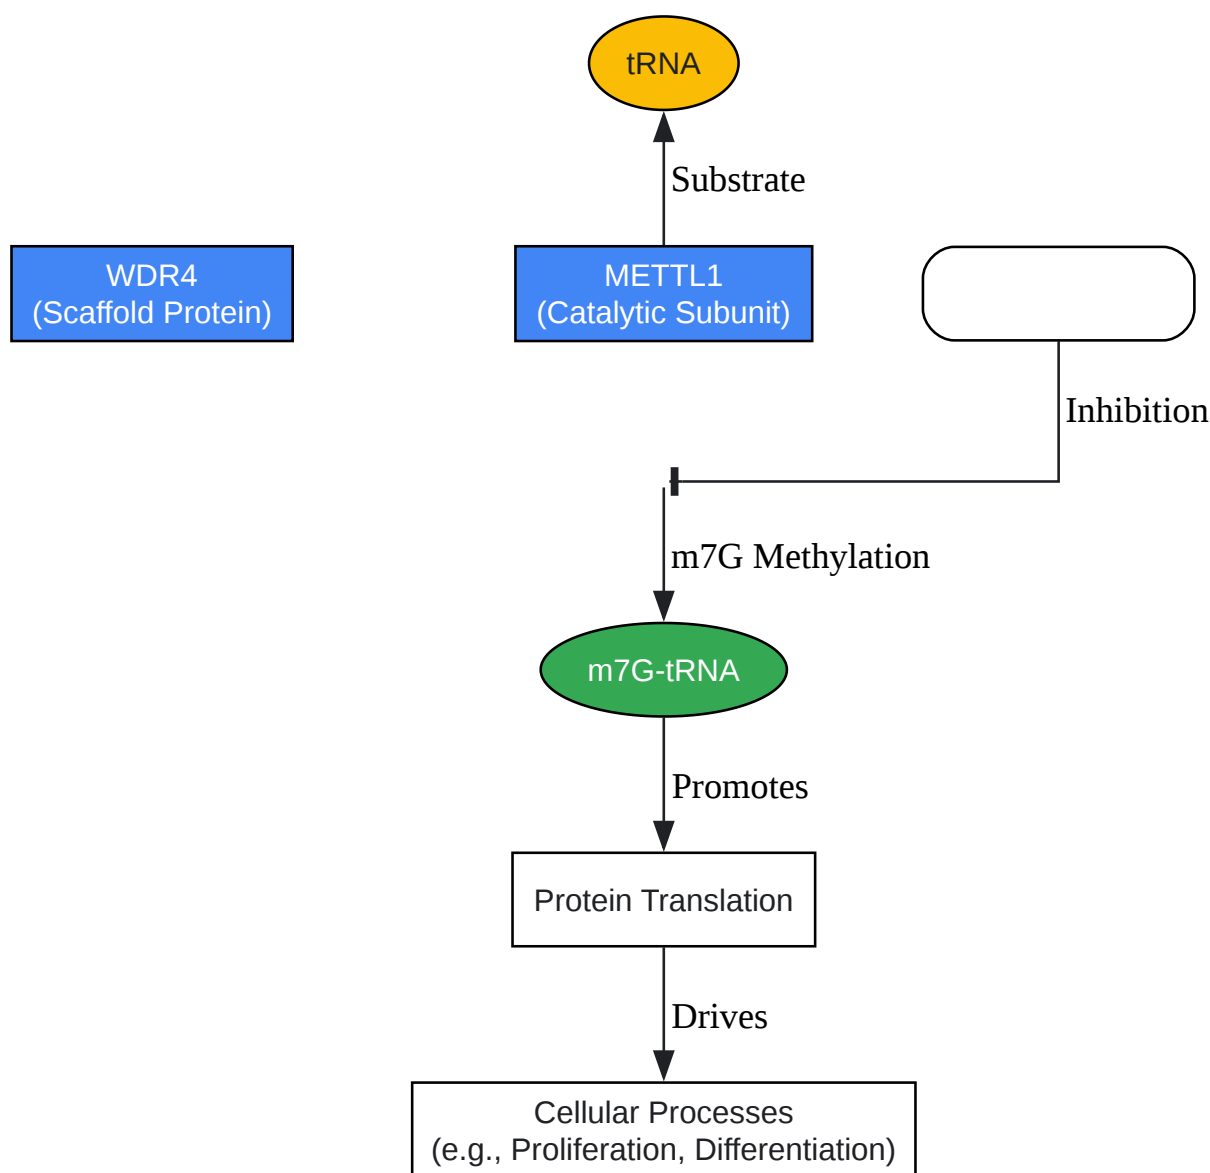 tRNA
Substrate
WDR4
(Scaffold Protein)
METTL1
(Catalytic Subunit)
Inhibition
m7G Methylation
m7G-tRNA
Promotes
Protein Translation
Drives
Cellular Processes
(e.g., Proliferation, Differentiation)